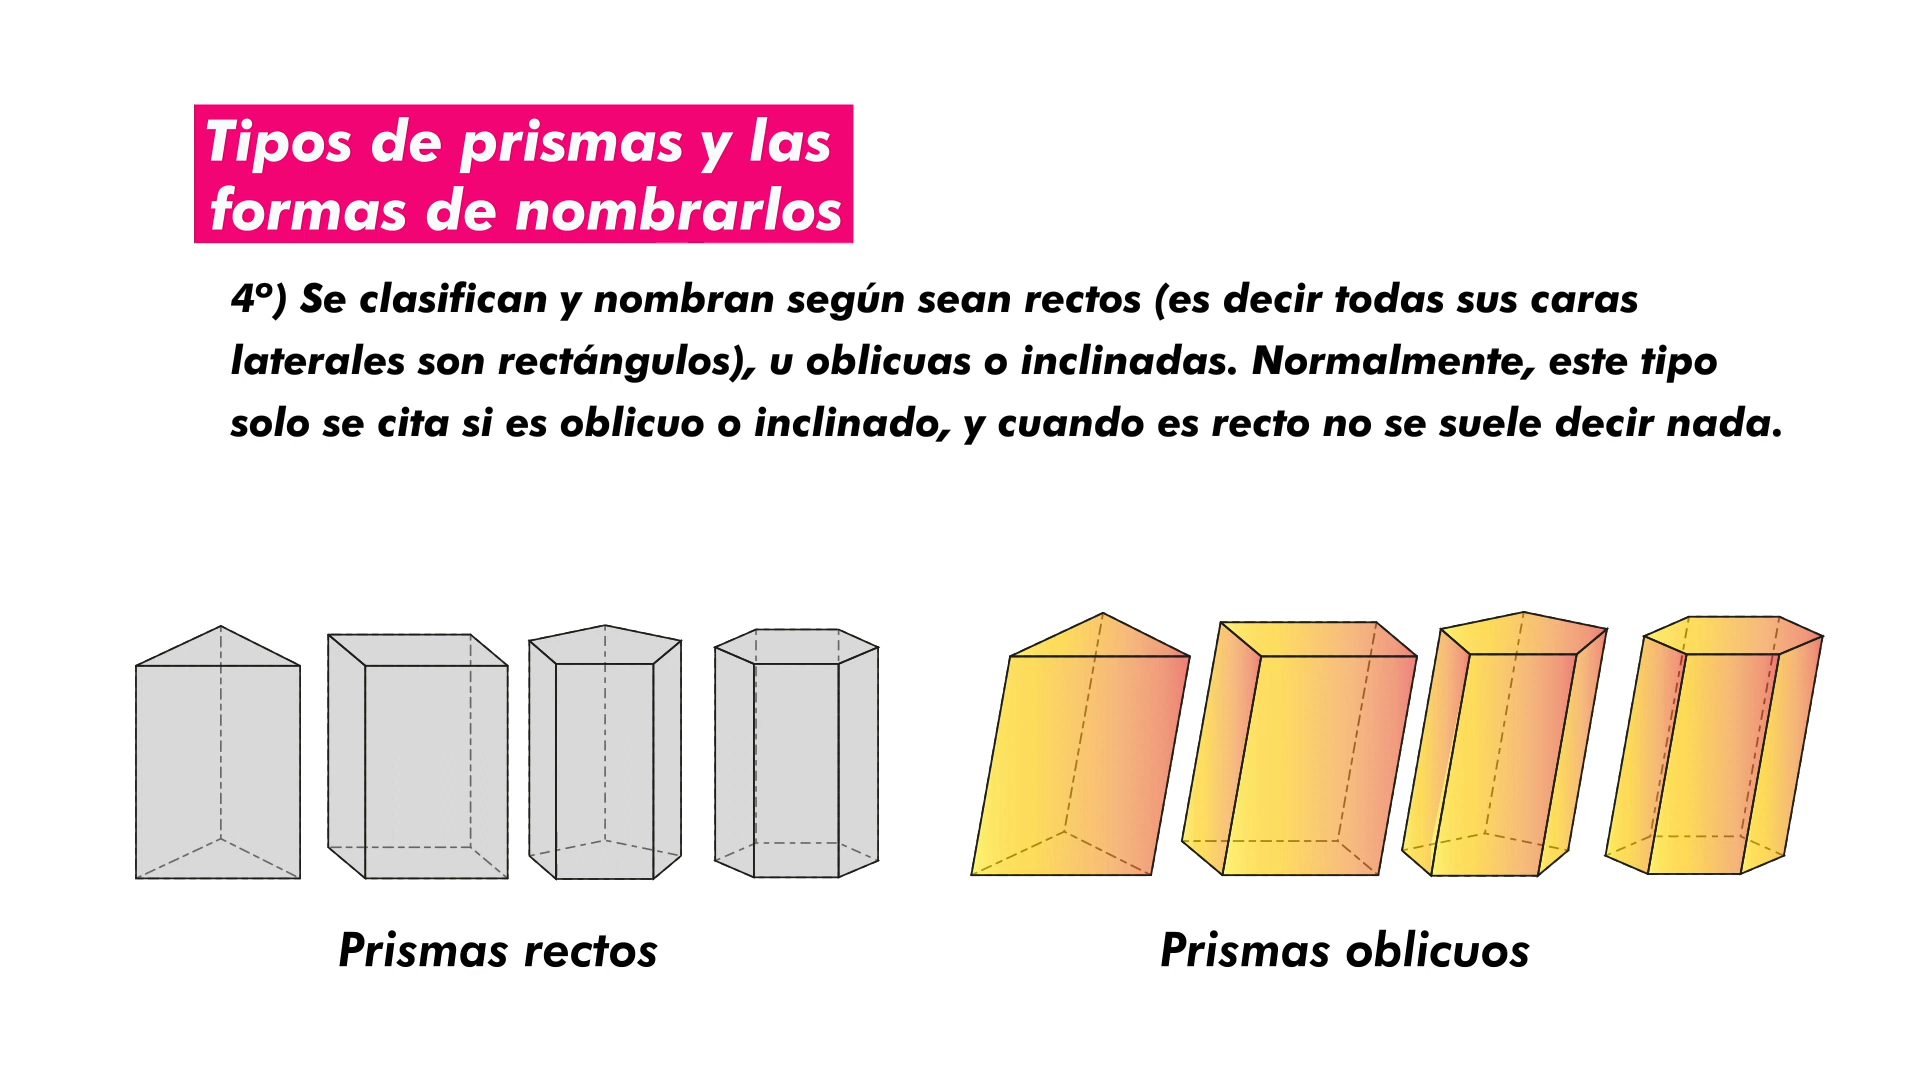 Tipos de prismas y las
formas de nombrarlos
4º) Se clasifican y nombran según sean rectos (es decir todas sus caras
laterales son rectángulos), u oblicuas o inclinadas. Normalmente, este tipo
solo se cita si es oblicuo o inclinado, y cuando es recto no se suele decir nada.
Prismas rectos
Prismas oblicuos